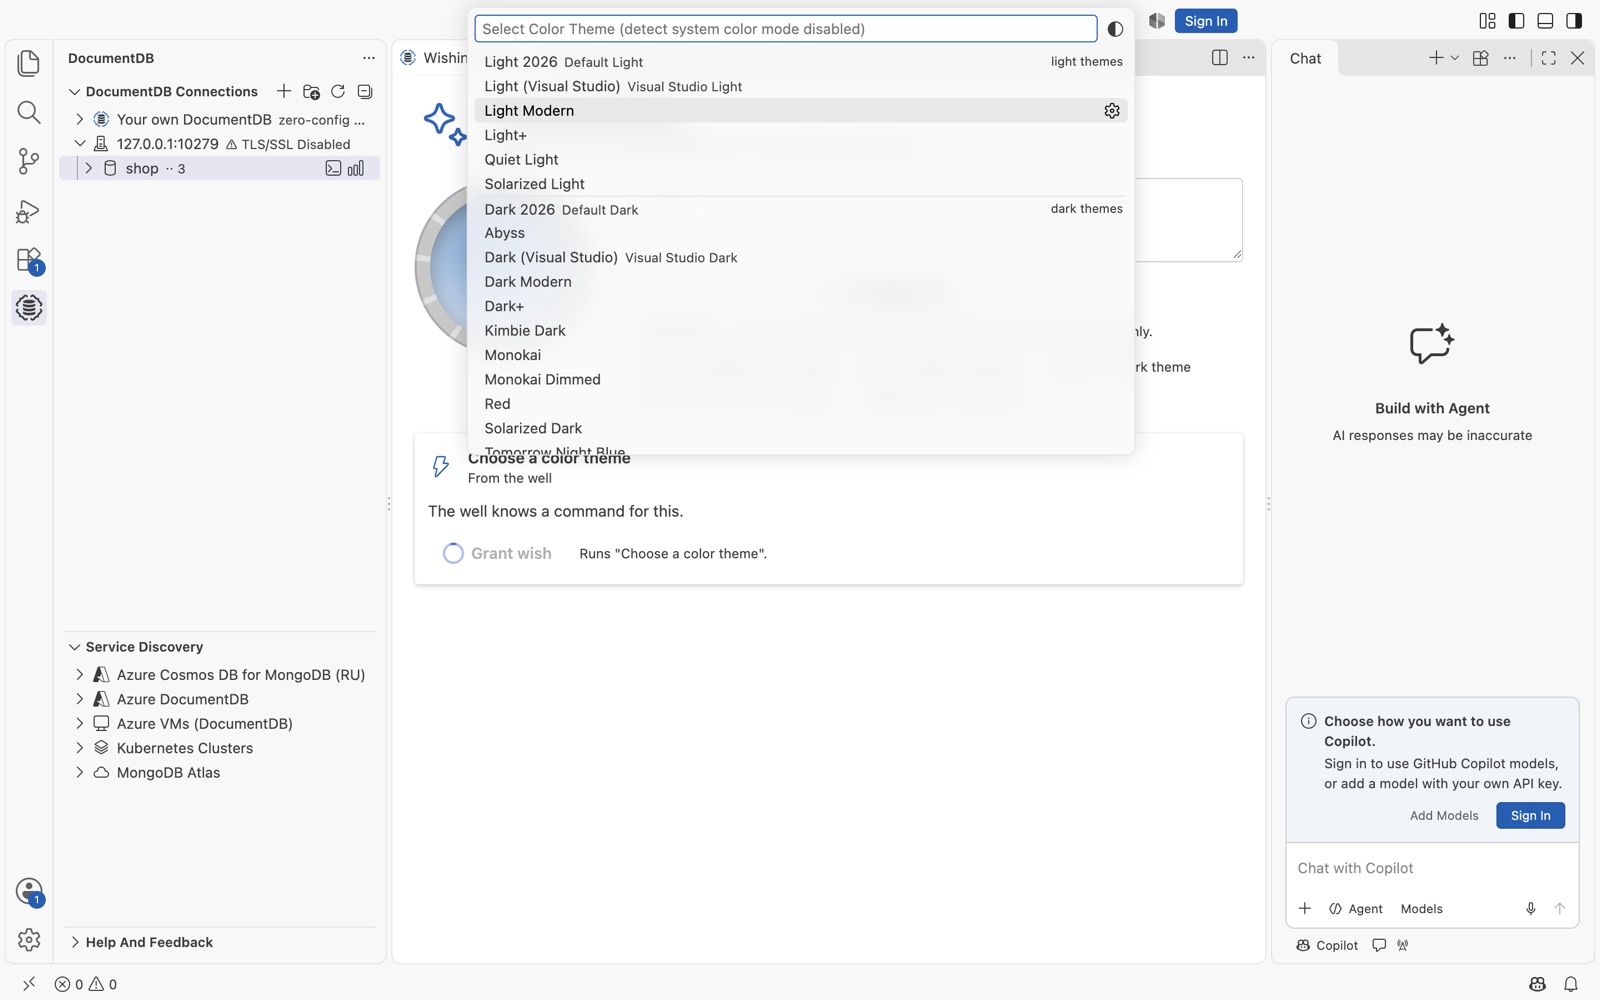 Select Color Theme (detect system color mode disabled)
Sign In
DocumentDB
DocumentDB Connections
Your own DocumentDB zero-config ...
127.0.0.1:10279 TLS/SSL Disabled
shop ·· 3
1
Service Discovery
Azure Cosmos DB for MongoDB (RU)
Azure DocumentDB
Azure VMs (DocumentDB)
Kubernetes Clusters
MongoDB Atlas
1
Help And Feedback
0 0
Light 2026 Default Light light themes
Light (Visual Studio) Visual Studio Light
Light Modern
Light+
Quiet Light
Solarized Light
Dark 2026 Default Dark dark themes
Abyss
Dark (Visual Studio) Visual Studio Dark
Dark Modern
Dark+
Kimbie Dark
Monokai
Monokai Dimmed
Red
Solarized Dark
Tomorrow Night Blue
theme
Choose a color theme
From the well
The well knows a command for this.
Grant wish Runs "Choose a color theme".
Chat
Build with Agent
AI responses may be inaccurate
Choose how you want to use
Copilot.
Sign in to use GitHub Copilot models,
or add a model with your own API key.
Add Models Sign In
Chat with Copilot
Agent Models
Copilot